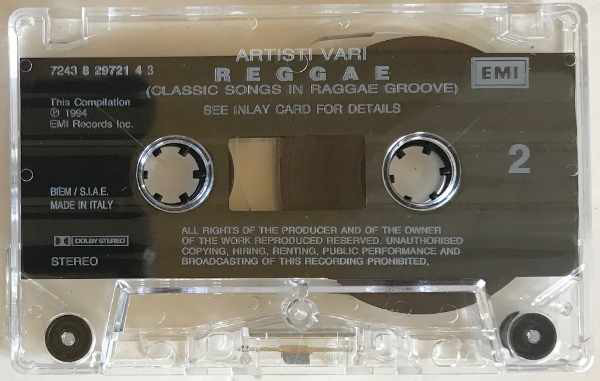 ARTISTI VARI
7243 8 29721 4 3
REGGAE
EMI
(CLASSIC SONGS IN RAGGAE GROOVE)
This Compilation
℗ 1994
EMI Records Inc.
SEE INLAY CARD FOR DETAILS
2
BIEM / S.I.A.E.
MADE IN ITALY
DOLBY STEREO
STEREO
ALL RIGHTS OF THE PRODUCER AND OF THE OWNER
OF THE WORK REPRODUCED RESERVED. UNAUTHORISED
COPYING, HIRING, RENTING, PUBLIC PERFORMANCE AND
BROADCASTING OF THIS RECORDING PROHIBITED.